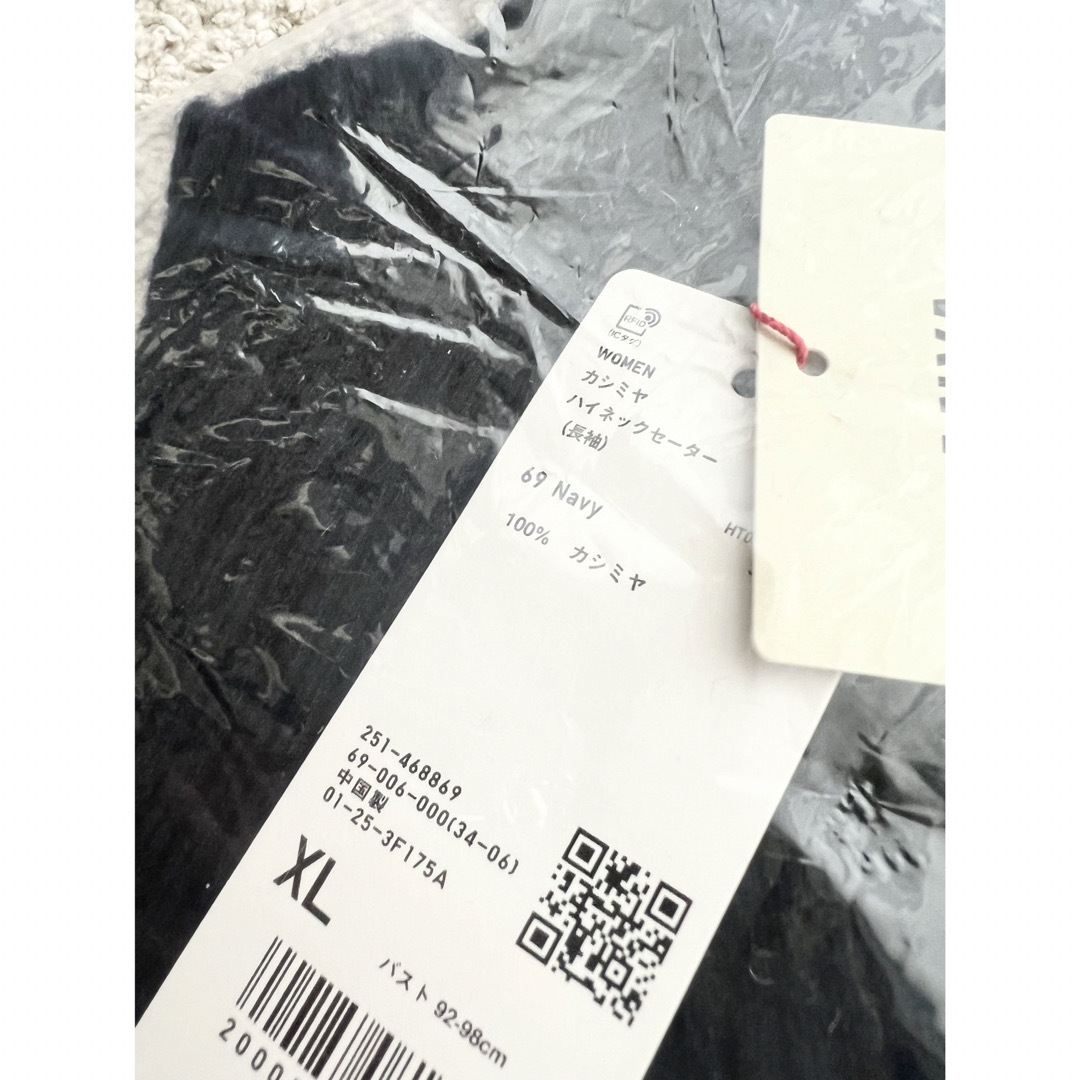 RFID
(ICタグ)
WOMEN
カシミヤ
ハイネックセーター
(長袖)
69 Navy
100% カシミヤ
251-468869
69-006-000(34-06)
中国製
01-25-3F175A
XL
バスト 92-98cm